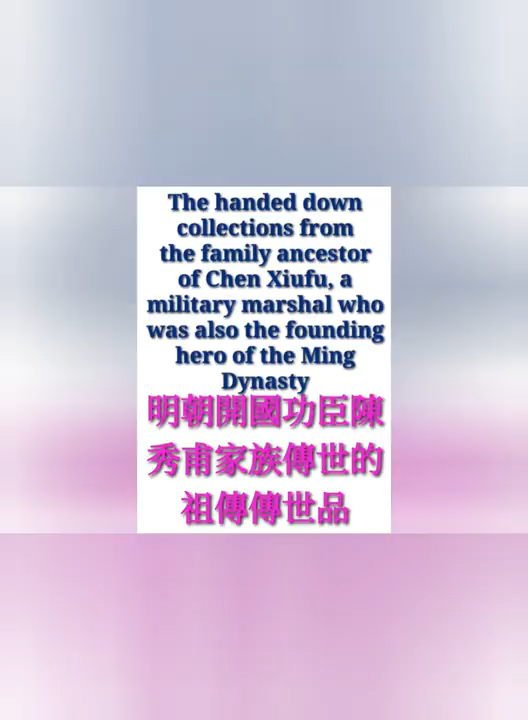 The handed down
collections from
the family ancestor
of Chen Xiufu, a
military marshal who
was also the founding
hero of the Ming
Dynasty
明朝開國功臣陳
秀甫家族傳世的
祖傳傳世品